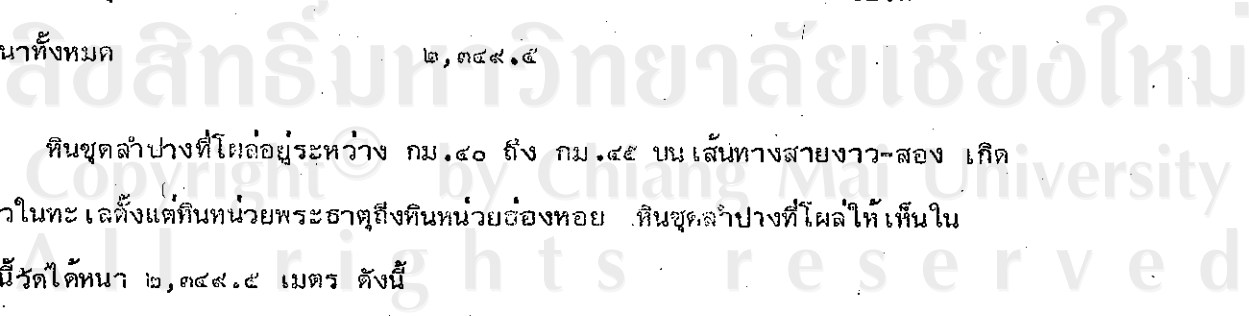 นาทั้งหมด ๒,๓๔๙.๕
ลิขสิทธิ์มหาวิทยาลัยเชียงใหม่
หินชุดลำปางที่โผล่อยู่ระหว่าง กม.๔๐ ถึง กม.๔๕ บนเส้นทางสายงาว-สอง เกิด
Copyright© by Chiang Mai University
วในทะเลตั้งแต่หินหน่วยพระธาตุถึงหินหน่วยฮ่องหอย หินชุดลำปางที่โผล่ให้เห็นใน
All rights reserved
นี้วัดได้หนา ๒,๓๔๙.๕ เมตร ดังนี้